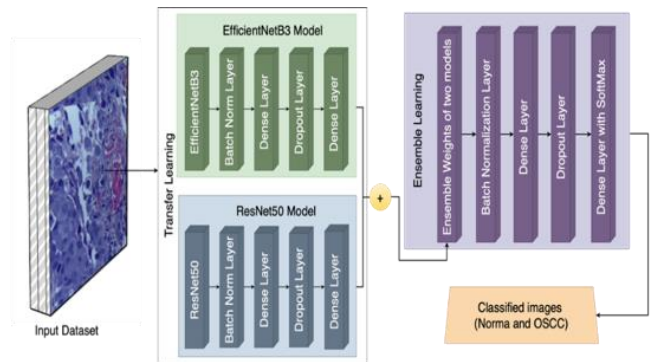 Input Dataset
Transfer Learning
EfficientNetB3 Model
EfficientNetB3
Batch Norm Layer
Dense Layer
Dropout Layer
Dense Layer
ResNet50 Model
ResNet50
Batch Norm Layer
Dense Layer
Dropout Layer
Dense Layer
+
Ensemble Learning
Ensemble Weights of two models
Batch Normalization Layer
Dense Layer
Dropout Layer
Dense Layer with SoftMax
Classified images
(Norma and OSCC)